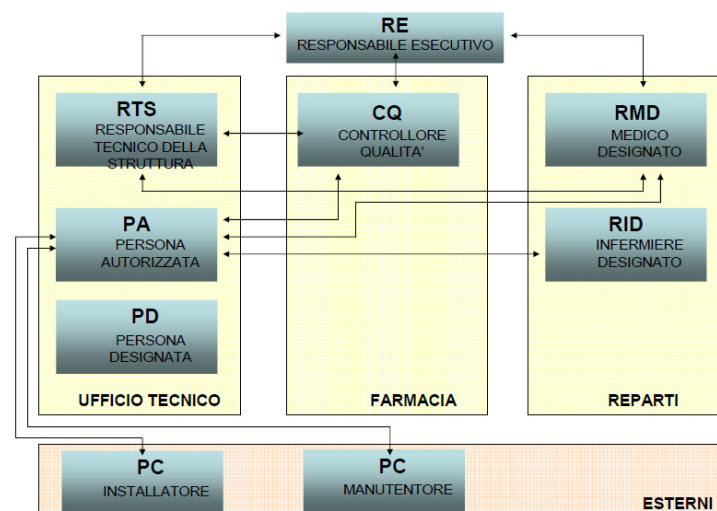 RE
RESPONSABILE ESECUTIVO
RTS
RESPONSABILE
TECNICO DELLA
STRUTTURA
CQ
CONTROLLORE
QUALITA'
RMD
MEDICO
DESIGNATO
PA
PERSONA
AUTORIZZATA
RID
INFERMIERE
DESIGNATO
PD
PERSONA
DESIGNATA
UFFICIO TECNICO
FARMACIA
REPARTI
PC
INSTALLATORE
PC
MANUTENTORE
ESTERNI